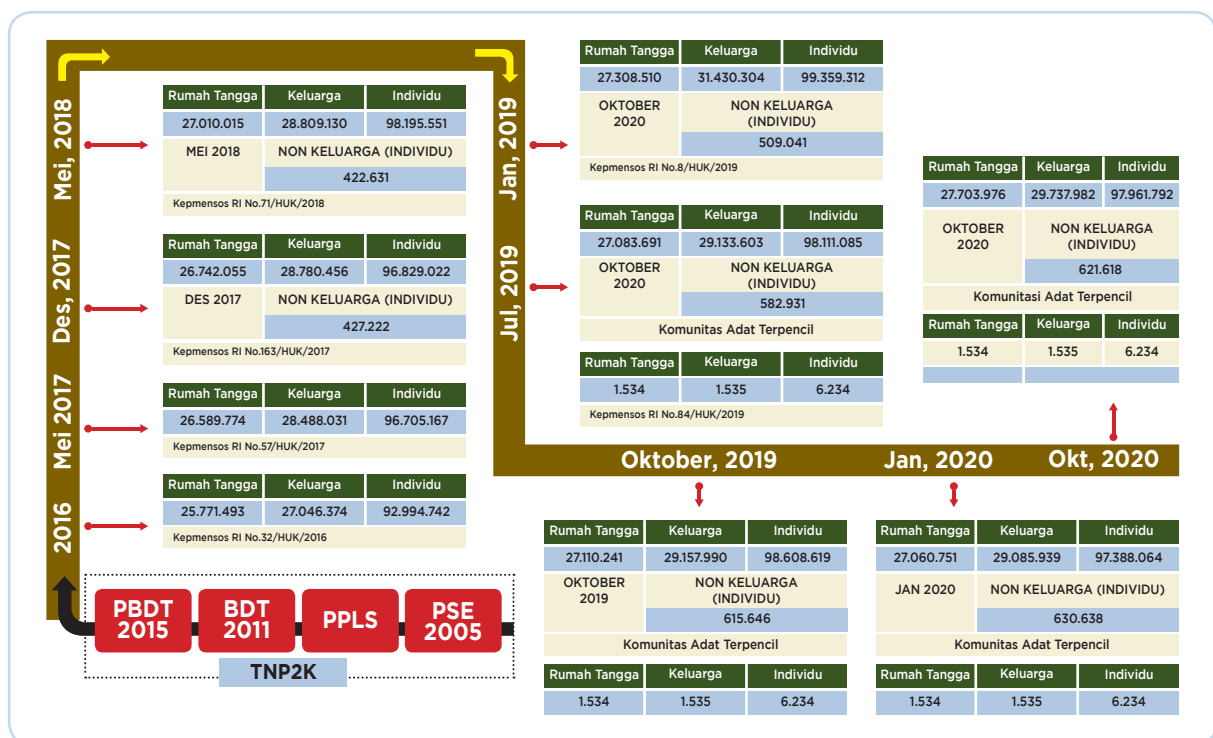 Mei, 2018
Rumah Tangga Keluarga Individu
27.010.015 28.809.130 98.195.551
MEI 2018 NON KELUARGA (INDIVIDU)
422.631
Kepmensos RI No.71/HUK/2018
Des, 2017
Rumah Tangga Keluarga Individu
26.742.055 28.780.456 96.829.022
DES 2017 NON KELUARGA (INDIVIDU)
427.222
Kepmensos RI No.163/HUK/2017
Mei 2017
Rumah Tangga Keluarga Individu
26.589.774 28.488.031 96.705.167
Kepmensos RI No.57/HUK/2017
2016
Rumah Tangga Keluarga Individu
25.771.493 27.046.374 92.994.742
Kepmensos RI No.32/HUK/2016
PBDT BDT PPLS PSE
2015 2011 2005
TNP2K
Jan, 2019
Rumah Tangga Keluarga Individu
27.308.510 31.430.304 99.359.312
OKTOBER NON KELUARGA
2020 (INDIVIDU)
509.041
Kepmensos RI No.8/HUK/2019
Jul, 2019
Rumah Tangga Keluarga Individu
27.083.691 29.133.603 98.111.085
OKTOBER NON KELUARGA
2020 (INDIVIDU)
582.931
Komunitas Adat Terpencil
Rumah Tangga Keluarga Individu
1.534 1.535 6.234
Kepmensos RI No.84/HUK/2019
Oktober, 2019
Rumah Tangga Keluarga Individu
27.110.241 29.157.990 98.608.619
OKTOBER NON KELUARGA
2019 (INDIVIDU)
615.646
Komunitas Adat Terpencil
Rumah Tangga Keluarga Individu
1.534 1.535 6.234
Jan, 2020
Rumah Tangga Keluarga Individu
27.060.751 29.085.939 97.388.064
JAN 2020 NON KELUARGA (INDIVIDU)
630.638
Komunitas Adat Terpencil
Rumah Tangga Keluarga Individu
1.534 1.535 6.234
Okt, 2020
Rumah Tangga Keluarga Individu
27.703.976 29.737.982 97.961.792
OKTOBER NON KELUARGA
2020 (INDIVIDU)
621.618
Komunitasi Adat Terpencil
Rumah Tangga Keluarga Individu
1.534 1.535 6.234